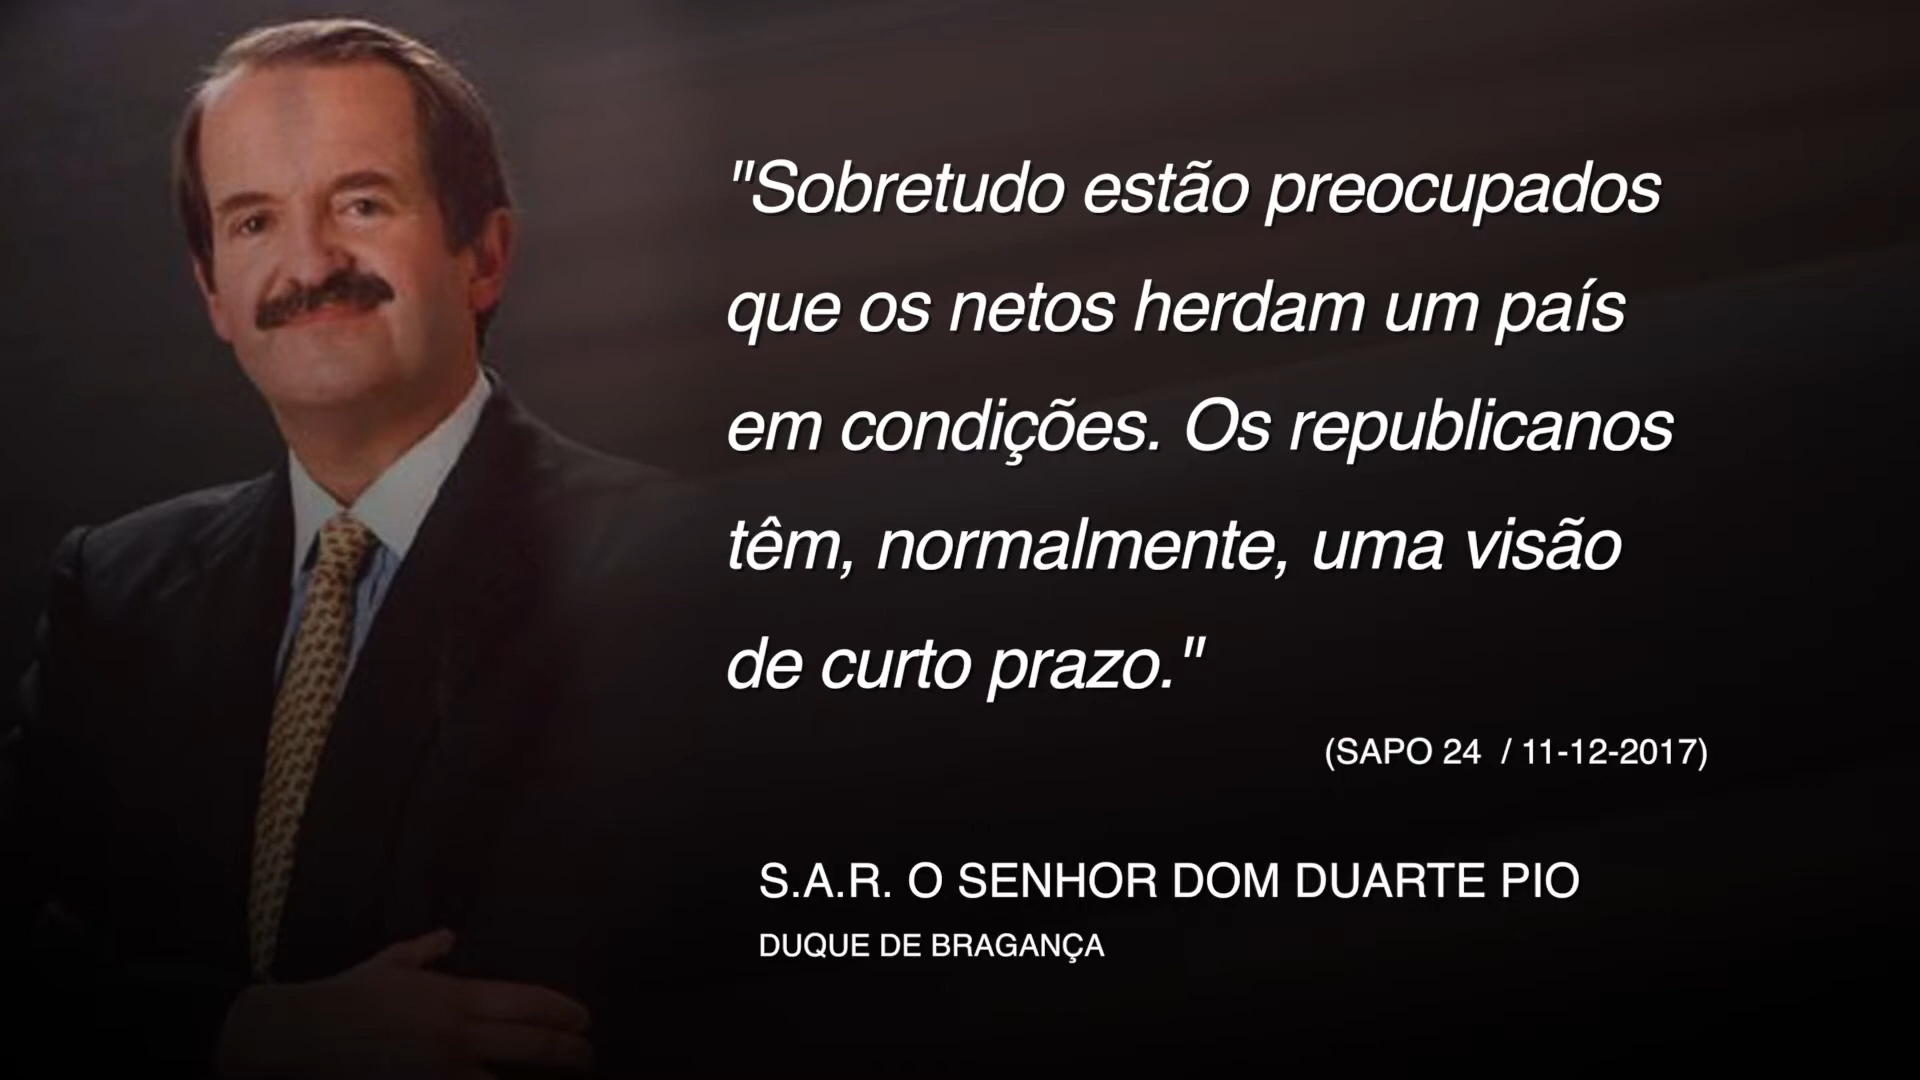 "Sobretudo estão preocupados
que os netos herdam um país
em condições. Os republicanos
têm, normalmente, uma visão
de curto prazo."
(SAPO 24 / 11-12-2017)
S.A.R. O SENHOR DOM DUARTE PIO
DUQUE DE BRAGANÇA